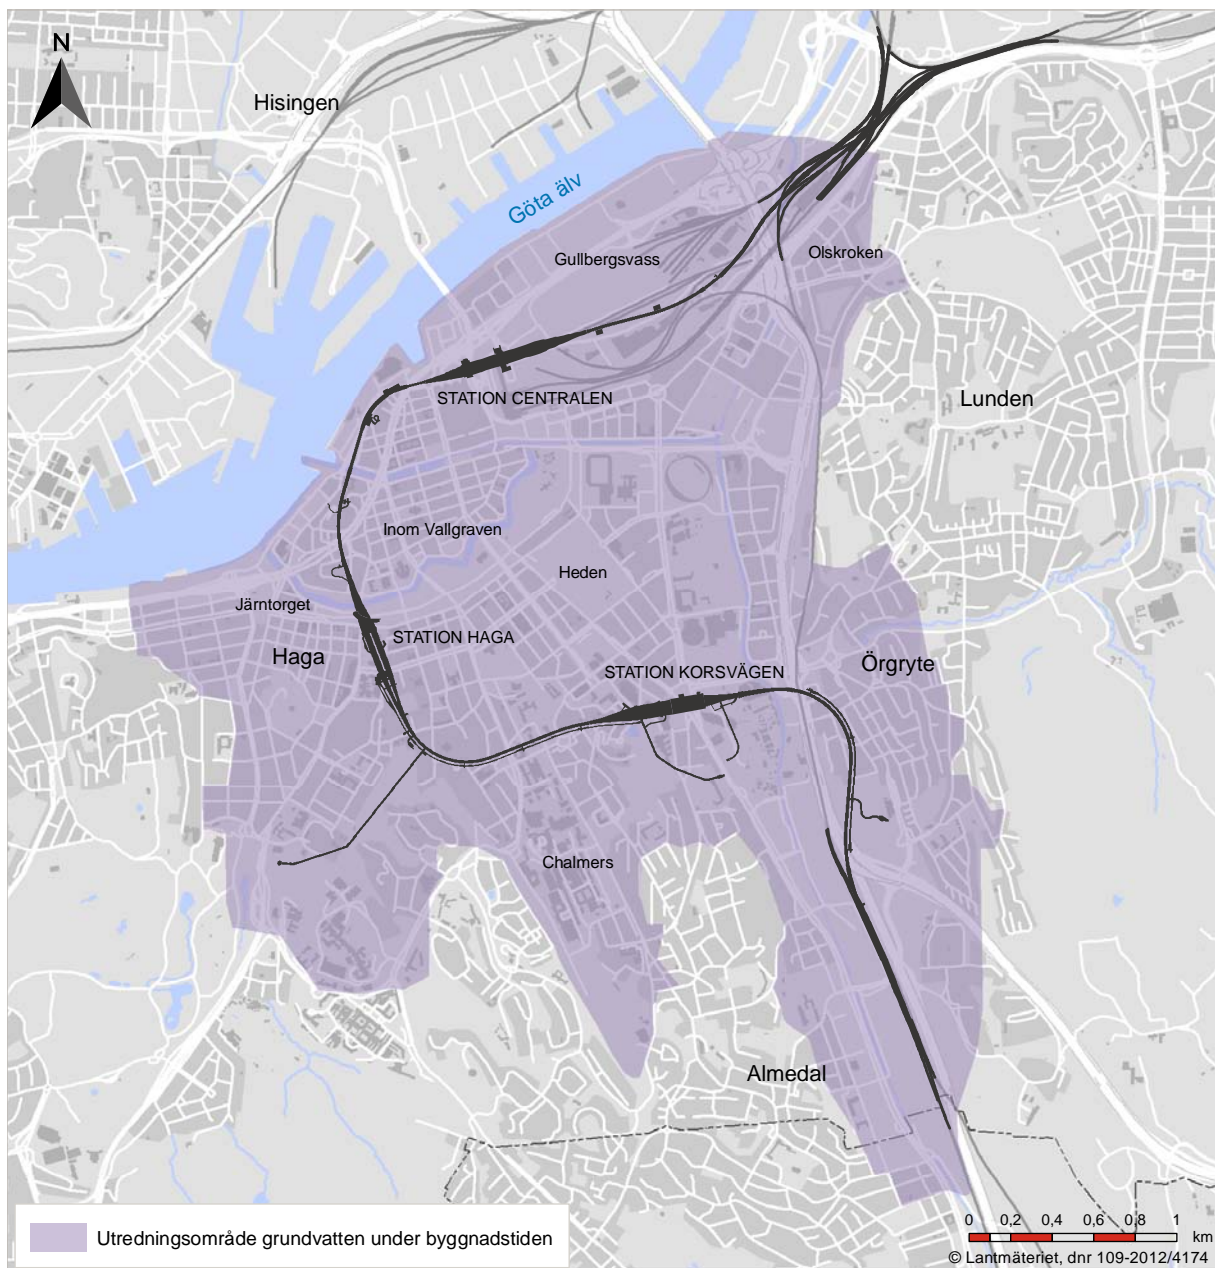 N
Hisingen
Göta älv
Gullbergsvass
Olskroken
STATION CENTRALEN
Lunden
Inom Vallgraven
Heden
Järntorget
STATION HAGA
Haga
STATION KORSVÄGEN
Örgryte
Chalmers
Almedal
Utredningsområde grundvatten under byggnadstiden
0 0,2 0,4 0,6 0,8 1
km
© Lantmäteriet, dnr 109-2012/4174